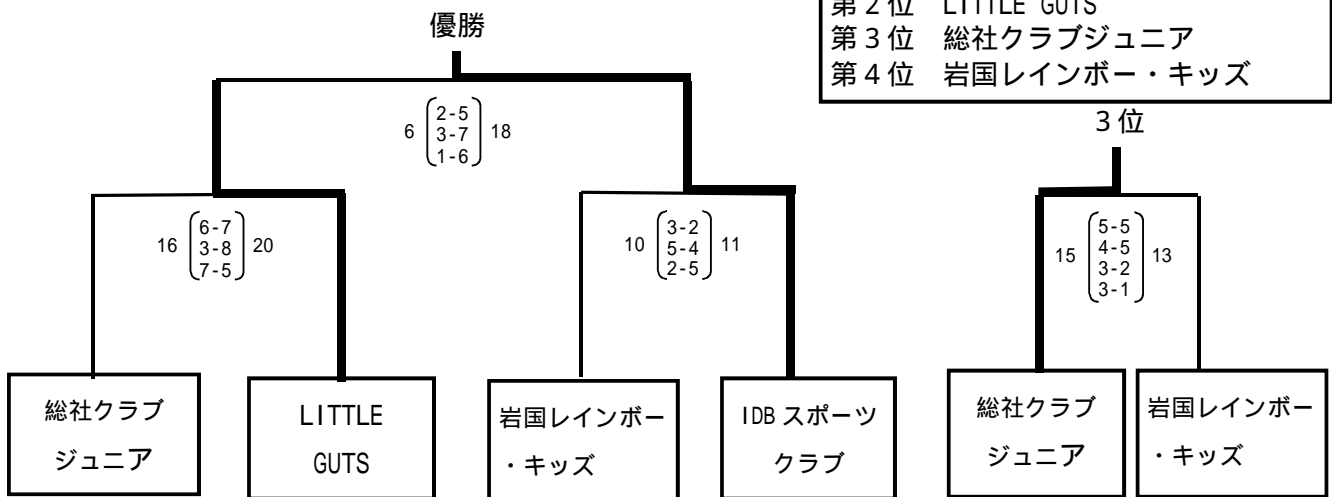 第2位 LITTLE GUTS
第3位 総社クラブジュニア
第4位 岩国レインボー・キッズ
優勝
6 2-5 18
3-7
1-6
3位
16 6-7 20
3-8
7-5
10 3-2 11
5-4
2-5
15 5-5 13
4-5
3-2
3-1
総社クラブ
ジュニア
LITTLE
GUTS
岩国レインボー
・キッズ
IDB スポーツ
クラブ
総社クラブ
ジュニア
岩国レインボー
・キッズ